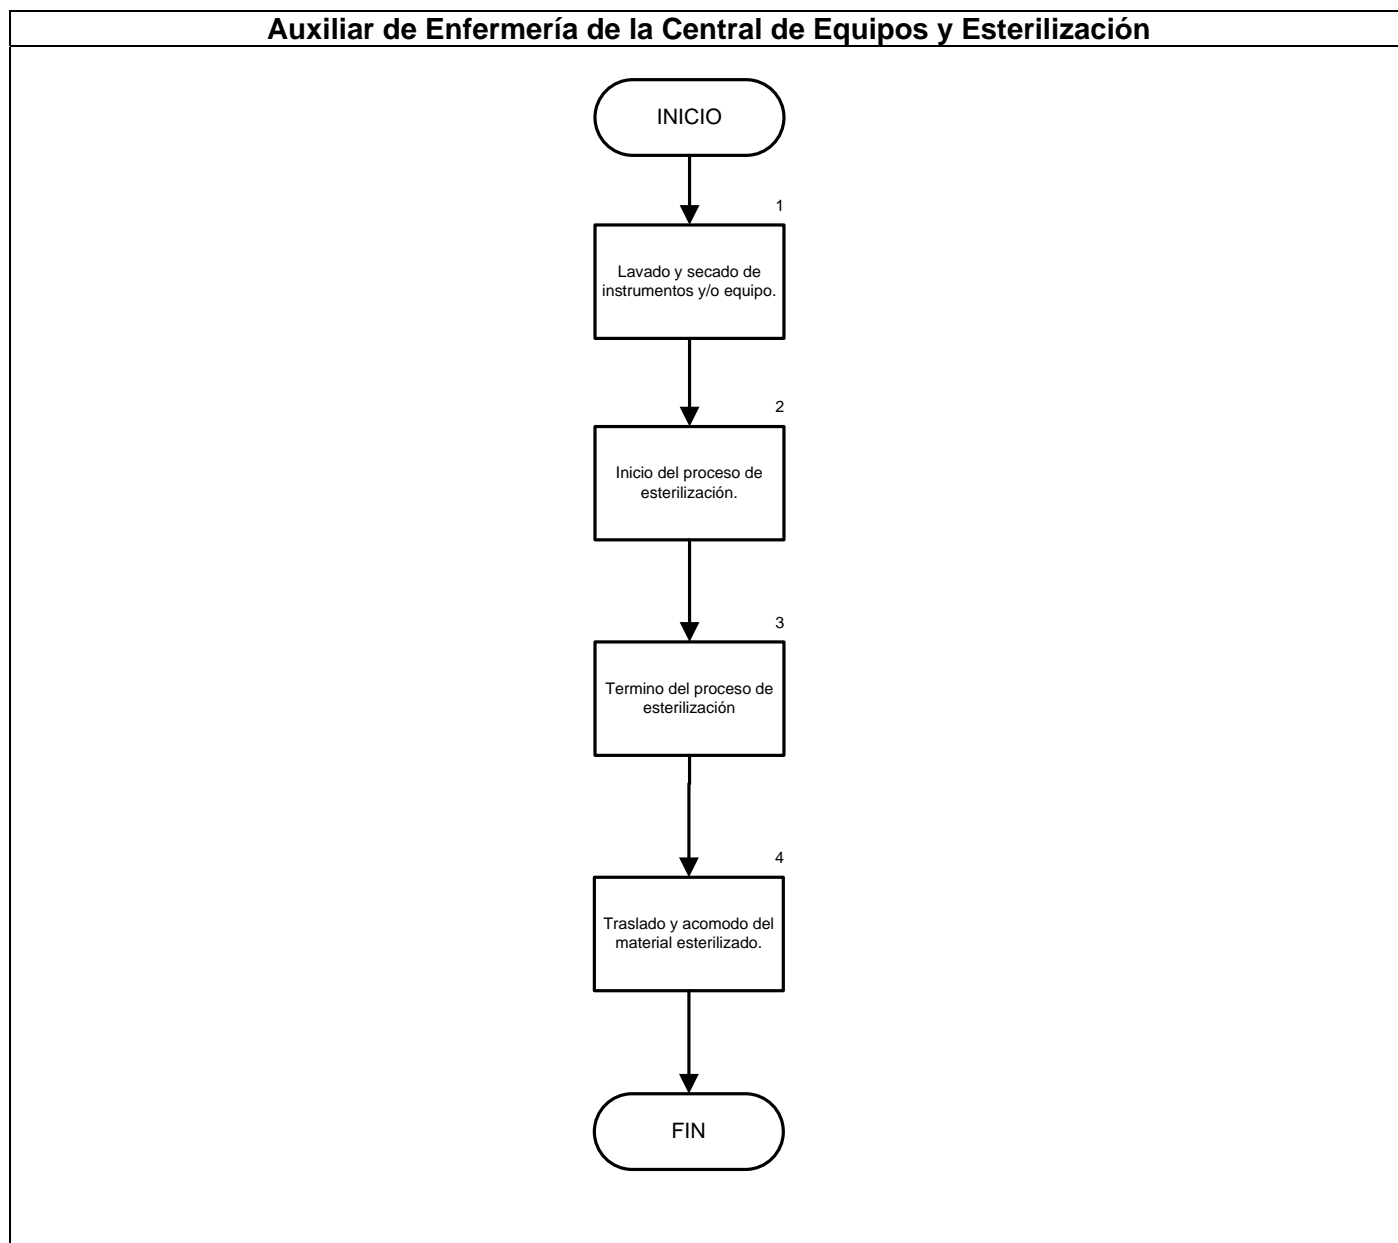 Auxiliar de Enfermería de la Central de Equipos y Esterilización
INICIO
1
Lavado y secado de
instrumentos y/o equipo.
2
Inicio del proceso de
esterilización.
3
Termino del proceso de
esterilización
4
Traslado y acomodo del
material esterilizado.
FIN